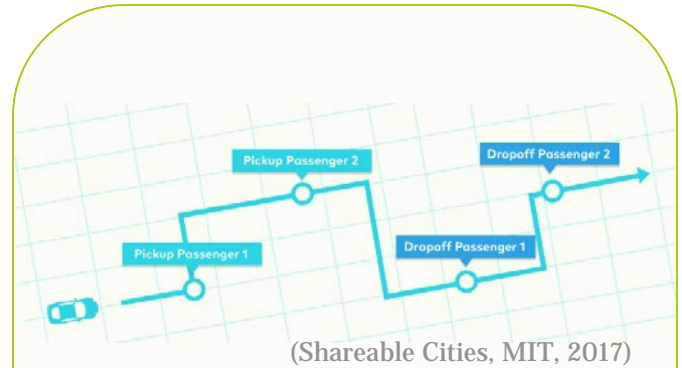 Pickup Passenger 2
Dropoff Passenger 2
Pickup Passenger 1
Dropoff Passenger 1
(Shareable Cities, MIT, 2017)